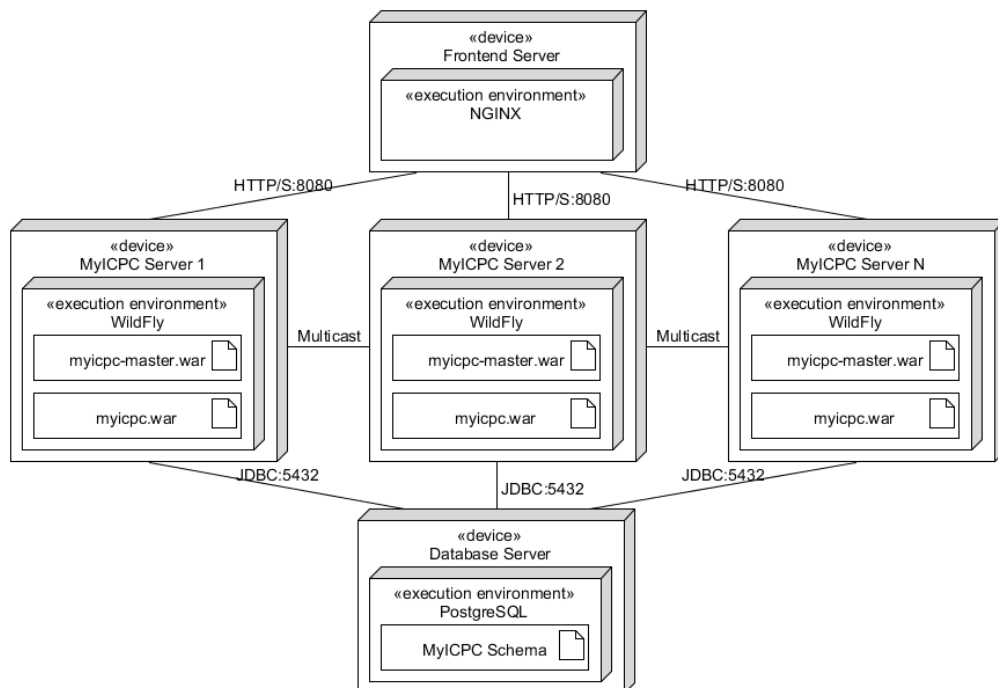 «device»
Frontend Server
«execution environment»
NGINX
HTTP/S:8080
HTTP/S:8080
HTTP/S:8080
«device»
MyICPC Server 1
«execution environment»
WildFly
myicpc-master.war
myicpc.war
Multicast
«device»
MyICPC Server 2
«execution environment»
WildFly
myicpc-master.war
myicpc.war
Multicast
«device»
MyICPC Server N
«execution environment»
WildFly
myicpc-master.war
myicpc.war
JDBC:5432
JDBC:5432
JDBC:5432
«device»
Database Server
«execution environment»
PostgreSQL
MyICPC Schema